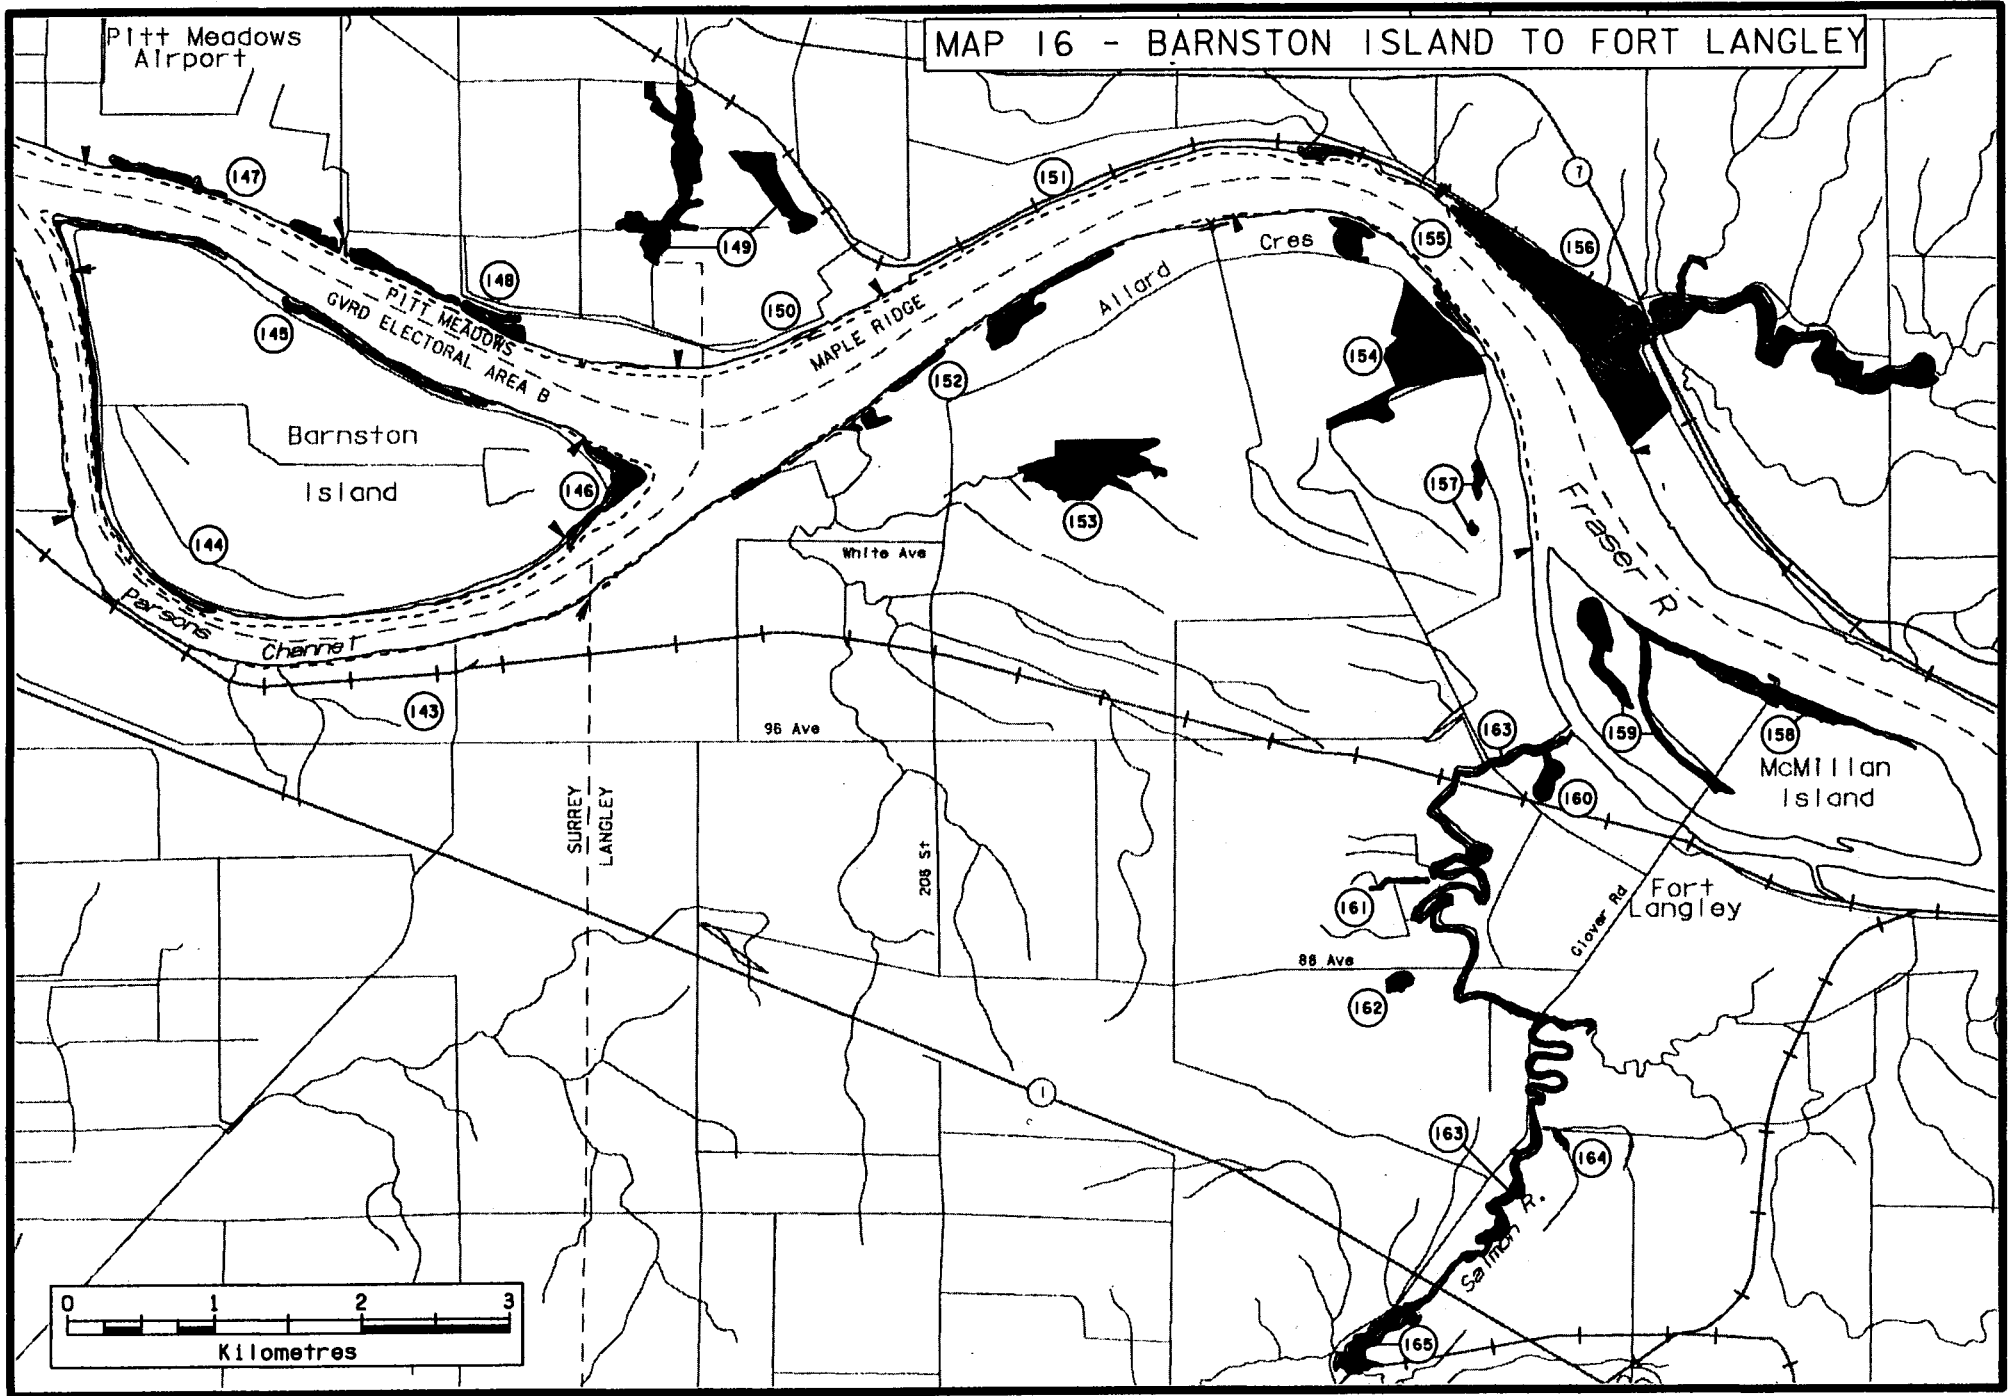 MAP 16 - BARNSTON ISLAND TO FORT LANGLEY
Pitt Meadows
Airport
147
148
149
150
151
7
155
156
Cres
Allard
PITT MEADOWS
GVRD ELECTORAL AREA B
MAPLE RIDGE
145
152
154
Barnston
Island
146
153
157
144
White Ave
Fraser R
Parsons
Channel
143
96 Ave
163
159
158
McMillan
Island
160
SURREY
LANGLEY
208 St
161
Fort
Langley
Glover Rd
88 Ave
162
1
163
164
Salmon R.
165
0 1 2 3
Kilometres